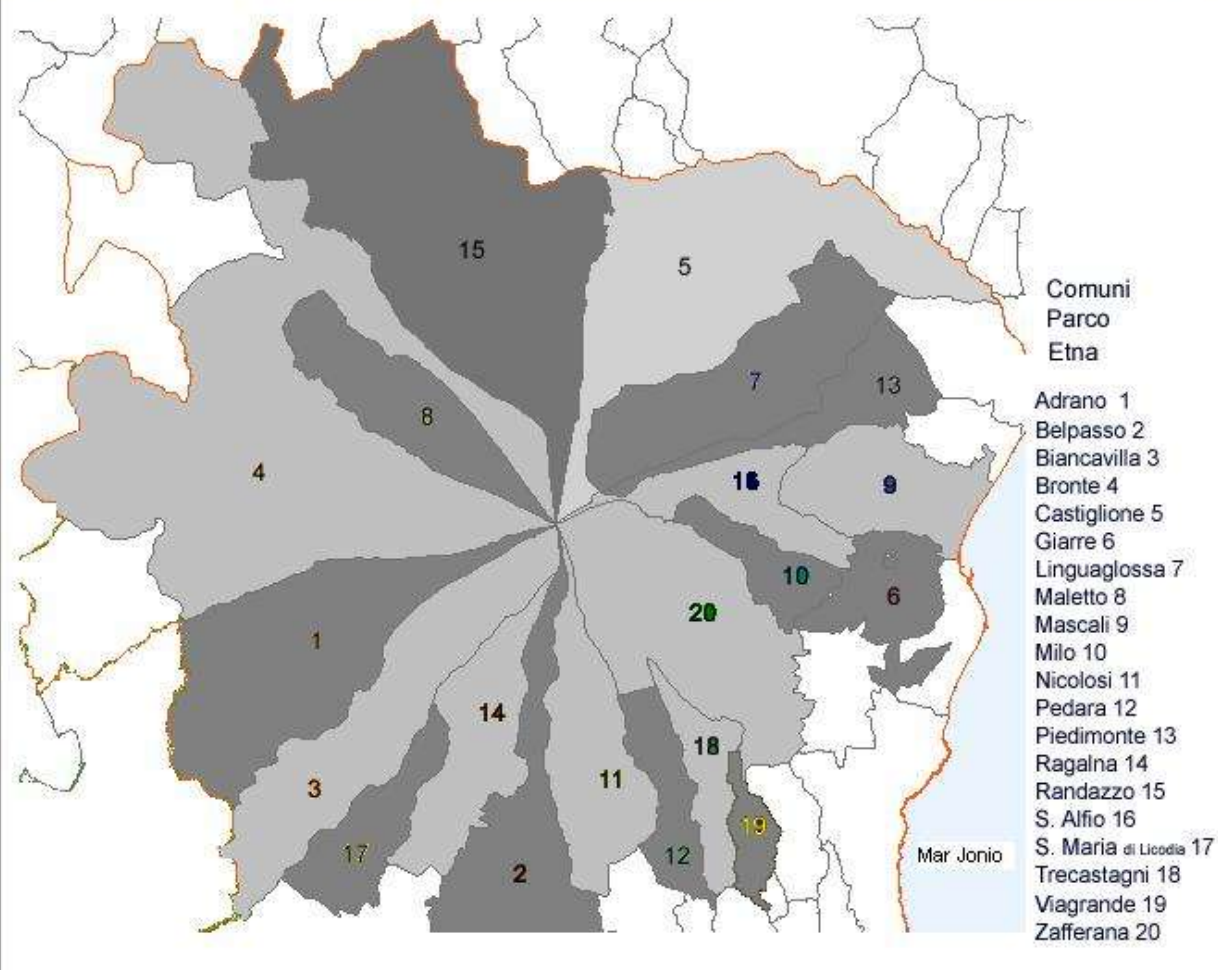 15
5
Comuni
Parco
Etna
7
13
8
4
16
9
10
6
1
20
14
18
3
11
17
12
19
2
Mar Jonio
Adrano 1
Belpasso 2
Biancavilla 3
Bronte 4
Castiglione 5
Giarre 6
Linguaglossa 7
Maletto 8
Mascali 9
Milo 10
Nicolosi 11
Pedara 12
Piedimonte 13
Ragalna 14
Randazzo 15
S. Alfio 16
S. Maria di Licodia 17
Trecastagni 18
Viagrande 19
Zafferana 20